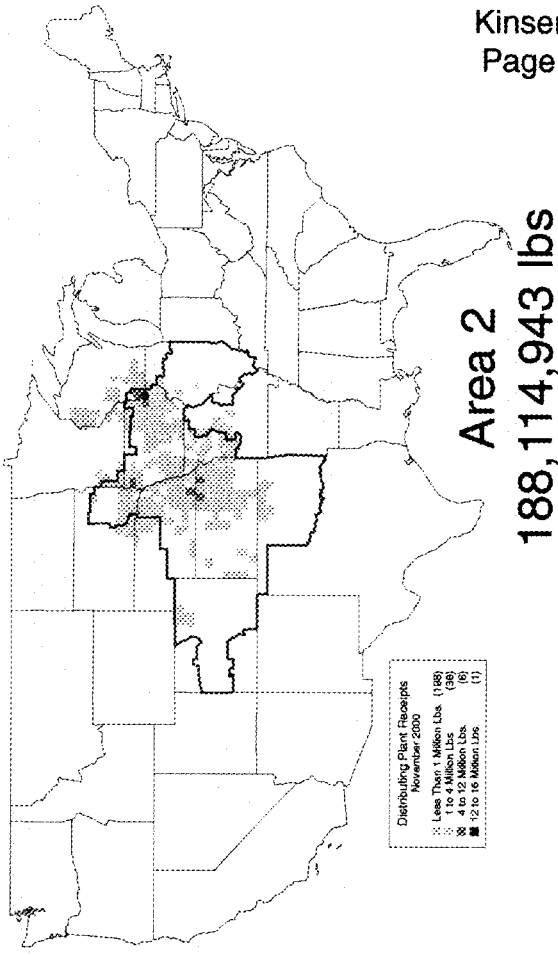 Kinser
Page
Area 2
188,114,943 lbs
Distributing Plant Receipts
November 2000
Less Than 1 Million Lbs. (188)
1 to 4 Million Lbs (38)
4 to 12 Million Lbs. (6)
12 to 16 Million Lbs (1)